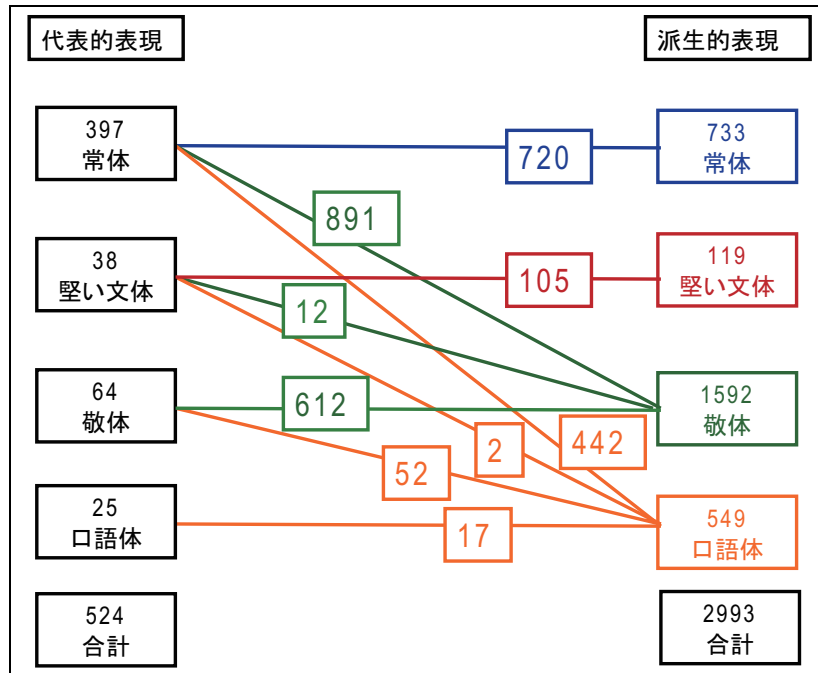 代表的表現
派生的表現
397
常体
720
733
常体
891
38
堅い文体
105
119
堅い文体
12
64
敬体
612
1592
敬体
442
2
52
25
口語体
17
549
口語体
524
合計
2993
合計